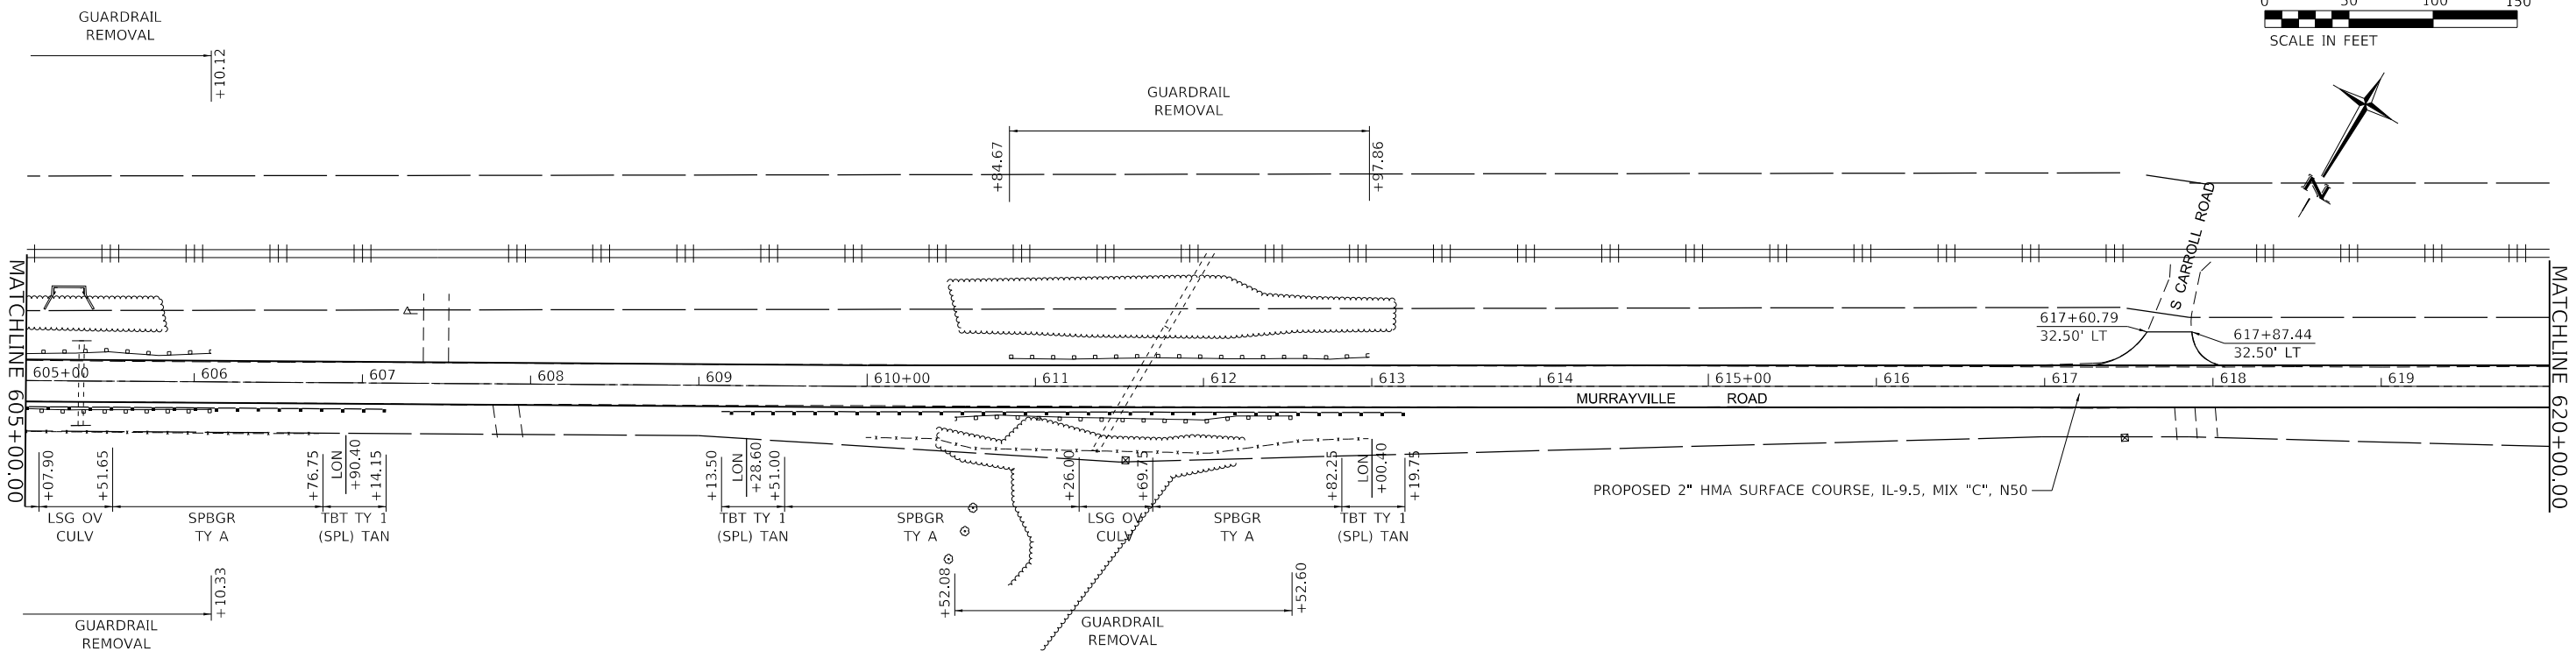 GUARDRAIL
REMOVAL
+10.12
GUARDRAIL
REMOVAL
+84.67
+97.86
0 50 100 150
SCALE IN FEET
N
S CARROLL ROAD
617+60.79
32.50' LT
617+87.44
32.50' LT
MATCHLINE 605+00.00
605+00 606 607 608 609 610+00 611 612 613 614 615+00 616 617 618 619
MURRAYVILLE ROAD
MATCHLINE 620+00.00
+07.90
+51.65
+76.75
LON
+90.40
+14.15
+13.50
LON
+28.60
+51.00
+26.00
+69.75
+82.25
LON
+00.40
+19.75
PROPOSED 2" HMA SURFACE COURSE, IL-9.5, MIX "C", N50
LSG OV
CULV
SPBGR
TY A
TBT TY 1
(SPL) TAN
TBT TY 1
(SPL) TAN
SPBGR
TY A
LSG OV
CULV
SPBGR
TY A
TBT TY 1
(SPL) TAN
+10.33
GUARDRAIL
REMOVAL
+52.08
+52.60
GUARDRAIL
REMOVAL